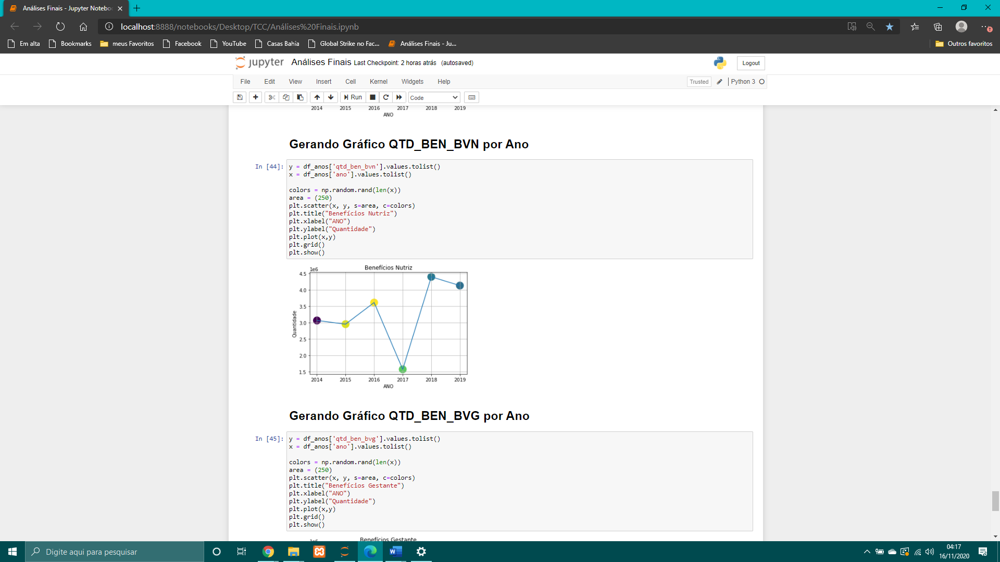 Análises Finais - Jupyter Notebo
localhost:8888/notebooks/Desktop/TCC/Análises%20Finais.ipynb
Em alta Bookmarks meus Favoritos Facebook YouTube Casas Bahia Global Strike no Fac... Análises Finais - Ju... Outros favoritos
jupyter Análises Finais Last Checkpoint: 2 horas atrás (autosaved) Logout
File Edit View Insert Cell Kernel Widgets Help Trusted Python 3
Run Code
2014 2015 2016 2017 2018 2019
ANO
Gerando Gráfico QTD_BEN_BVN por Ano
In [44]: y = df_anos['qtd_ben_bvn'].values.tolist()
x = df_anos['ano'].values.tolist()
colors = np.random.rand(len(x))
area = (250)
plt.scatter(x, y, s=area, c=colors)
plt.title("Benefícios Nutriz")
plt.xlabel("ANO")
plt.ylabel("Quantidade")
plt.plot(x,y)
plt.grid()
plt.show()
Benefícios Nutriz
1e6
4.5
4.0
3.5
3.0
2.5
2.0
1.5
Quantidade
2014 2015 2016 2017 2018 2019
ANO
Gerando Gráfico QTD_BEN_BVG por Ano
In [45]: y = df_anos['qtd_ben_bvg'].values.tolist()
x = df_anos['ano'].values.tolist()
colors = np.random.rand(len(x))
area = (250)
plt.scatter(x, y, s=area, c=colors)
plt.title("Benefícios Gestante")
plt.xlabel("ANO")
plt.ylabel("Quantidade")
plt.plot(x,y)
plt.grid()
plt.show()
1e6 Benefícios Gestante
Digite aqui para pesquisar
04:17
16/11/2020